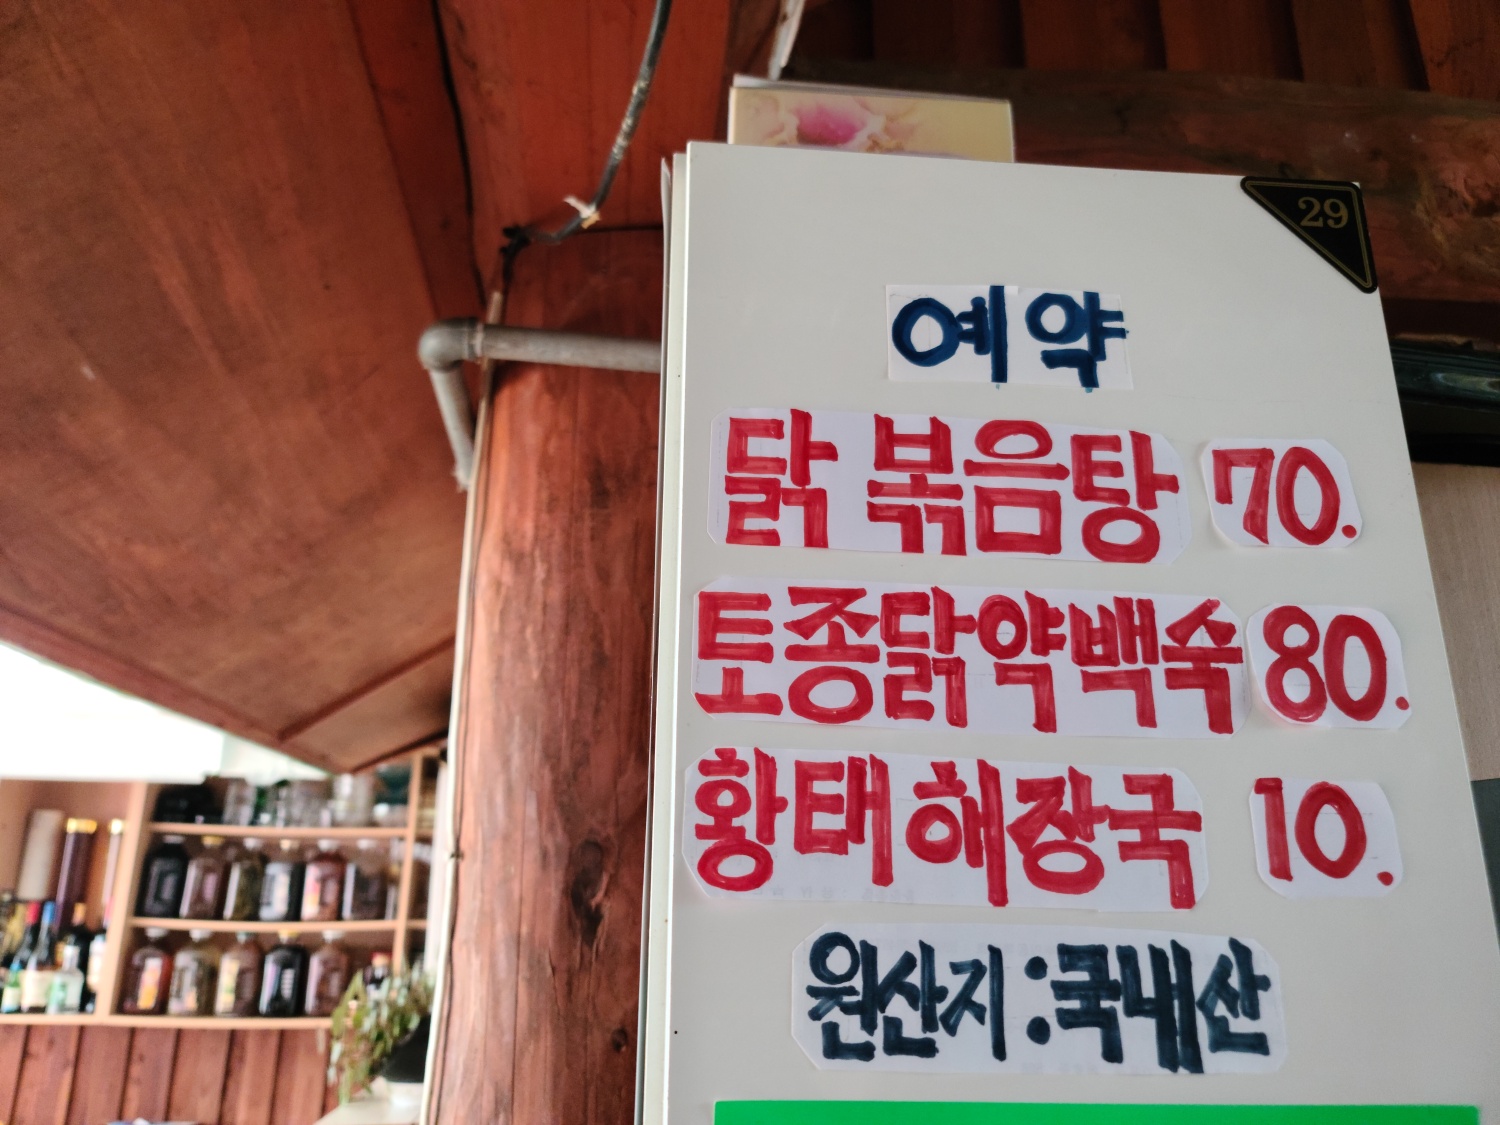 29
예약
닭 볶음탕 70.
토종닭약백숙 80.
황태해장국 10.
원산지:국내산